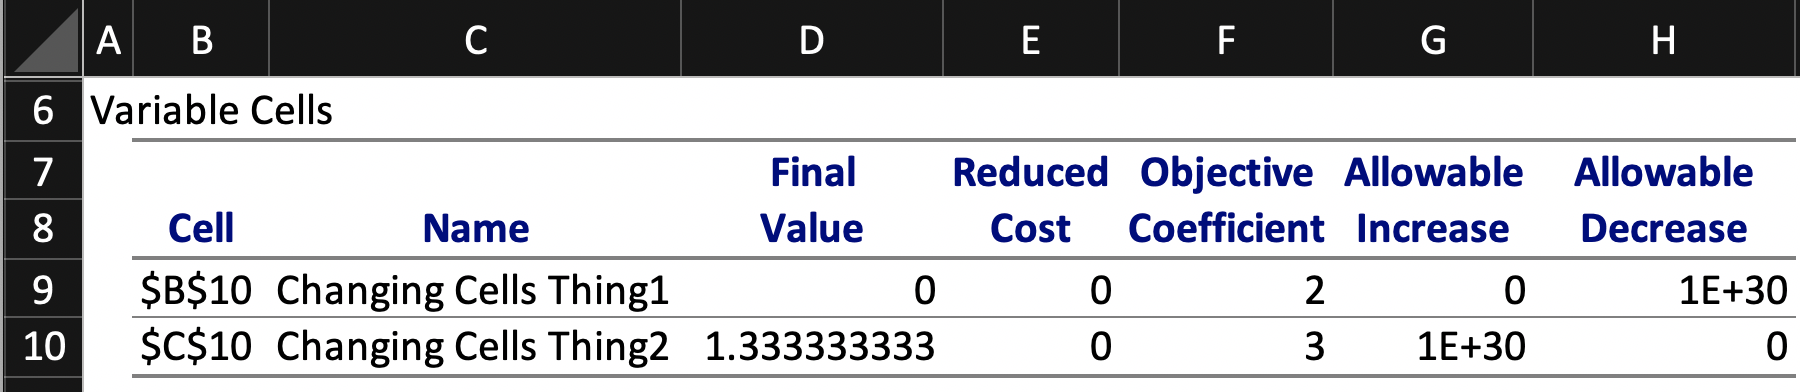 A B C D E F G H
6 Variable Cells
7 Final Reduced Objective Allowable Allowable
8 Cell Name Value Cost Coefficient Increase Decrease
9 $B$10 Changing Cells Thing1 0 0 2 0 1E+30
10 $C$10 Changing Cells Thing2 1.333333333 0 3 1E+30 0